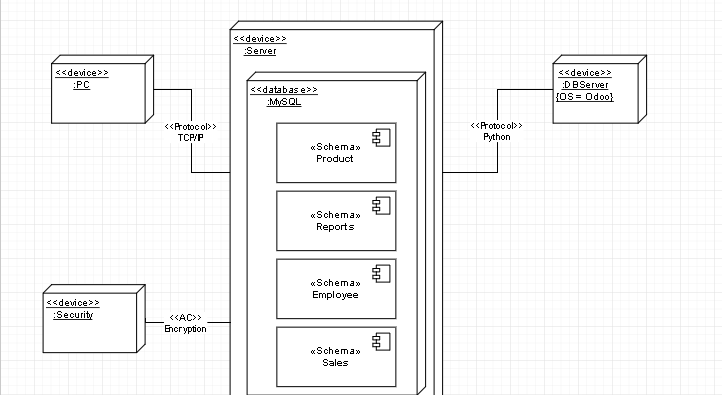 <<device>>
:Server
<<device>>
:PC
<<device>>
:DBServer
{OS = Odoo}
<<database>>
:MySQL
<<Protocol>>
TCP/IP
<<Protocol>>
Python
«Schema»
Product
«Schema»
Reports
«Schema»
Employee
«Schema»
Sales
<<device>>
:Security
<<AC>>
Encryption